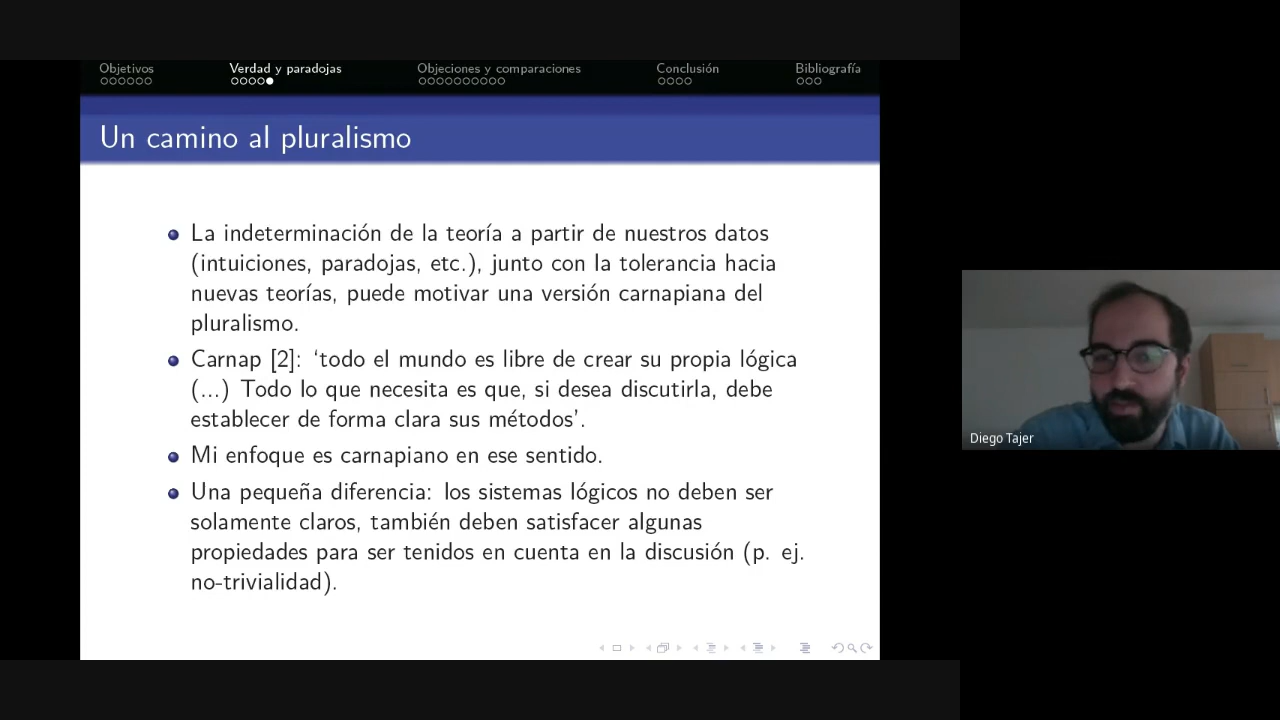 Objetivos Verdad y paradojas Objeciones y comparaciones Conclusión Bibliografía
Un camino al pluralismo
La indeterminación de la teoría a partir de nuestros datos
(intuiciones, paradojas, etc.), junto con la tolerancia hacia
nuevas teorías, puede motivar una versión carnapiana del
pluralismo.
Carnap [2]: ‘todo el mundo es libre de crear su propia lógica
(...) Todo lo que necesita es que, si desea discutirla, debe
establecer de forma clara sus métodos’.
Mi enfoque es carnapiano en ese sentido.
Una pequeña diferencia: los sistemas lógicos no deben ser
solamente claros, también deben satisfacer algunas
propiedades para ser tenidos en cuenta en la discusión (p. ej.
no-trivialidad).
Diego Tajer